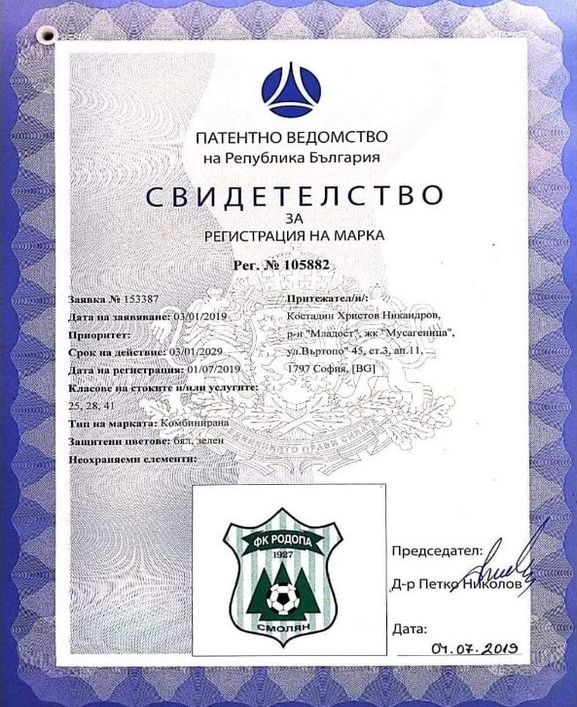 ПАТЕНТНО ВЕДОМСТВО
на Република България
СВИДЕТЕЛСТВО
ЗА
РЕГИСТРАЦИЯ НА МАРКА
Рег. № 105882
Заявка № 153387
Дата на заявяване: 03/01/2019
Приоритет:
Срок на действие: 03/01/2029
Дата на регистрация: 01/07/2019
Класове на стоките и/или услугите:
25, 28, 41
Тип на марката: Комбинирана
Защитени цветове: бял, зелен
Неохраняеми елементи:
Притежател/и:
Костадин Христов Никандров,
р-н "Младост", жк "Мусагеница",
ул.Въртопо" 45, ет.3, ап.11,
1797 София, [BG]
ФК РОДОПА
1927
СМОЛЯН
Председател:
Д-р Петко Николов
Дата:
01.07.2019